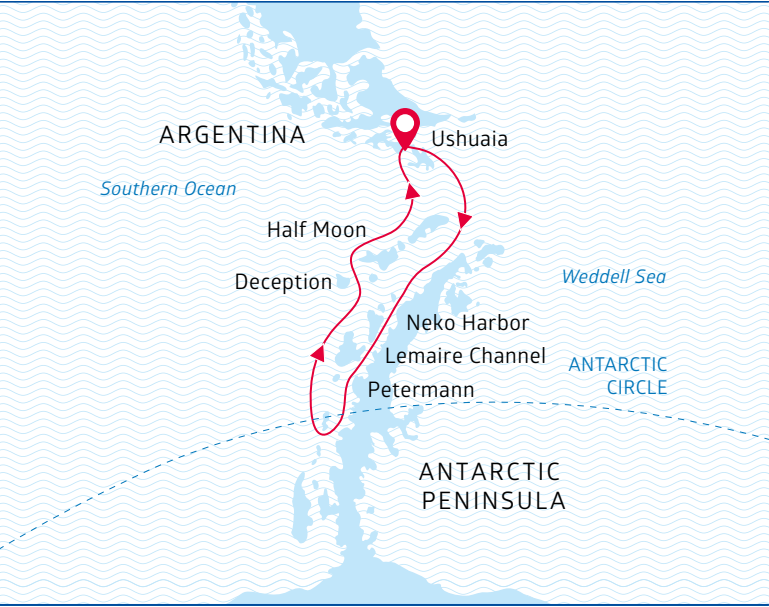 ARGENTINA
Ushuaia
Southern Ocean
Half Moon
Deception
Weddell Sea
Neko Harbor
Lemaire Channel
ANTARCTIC
CIRCLE
Petermann
ANTARCTIC
PENINSULA